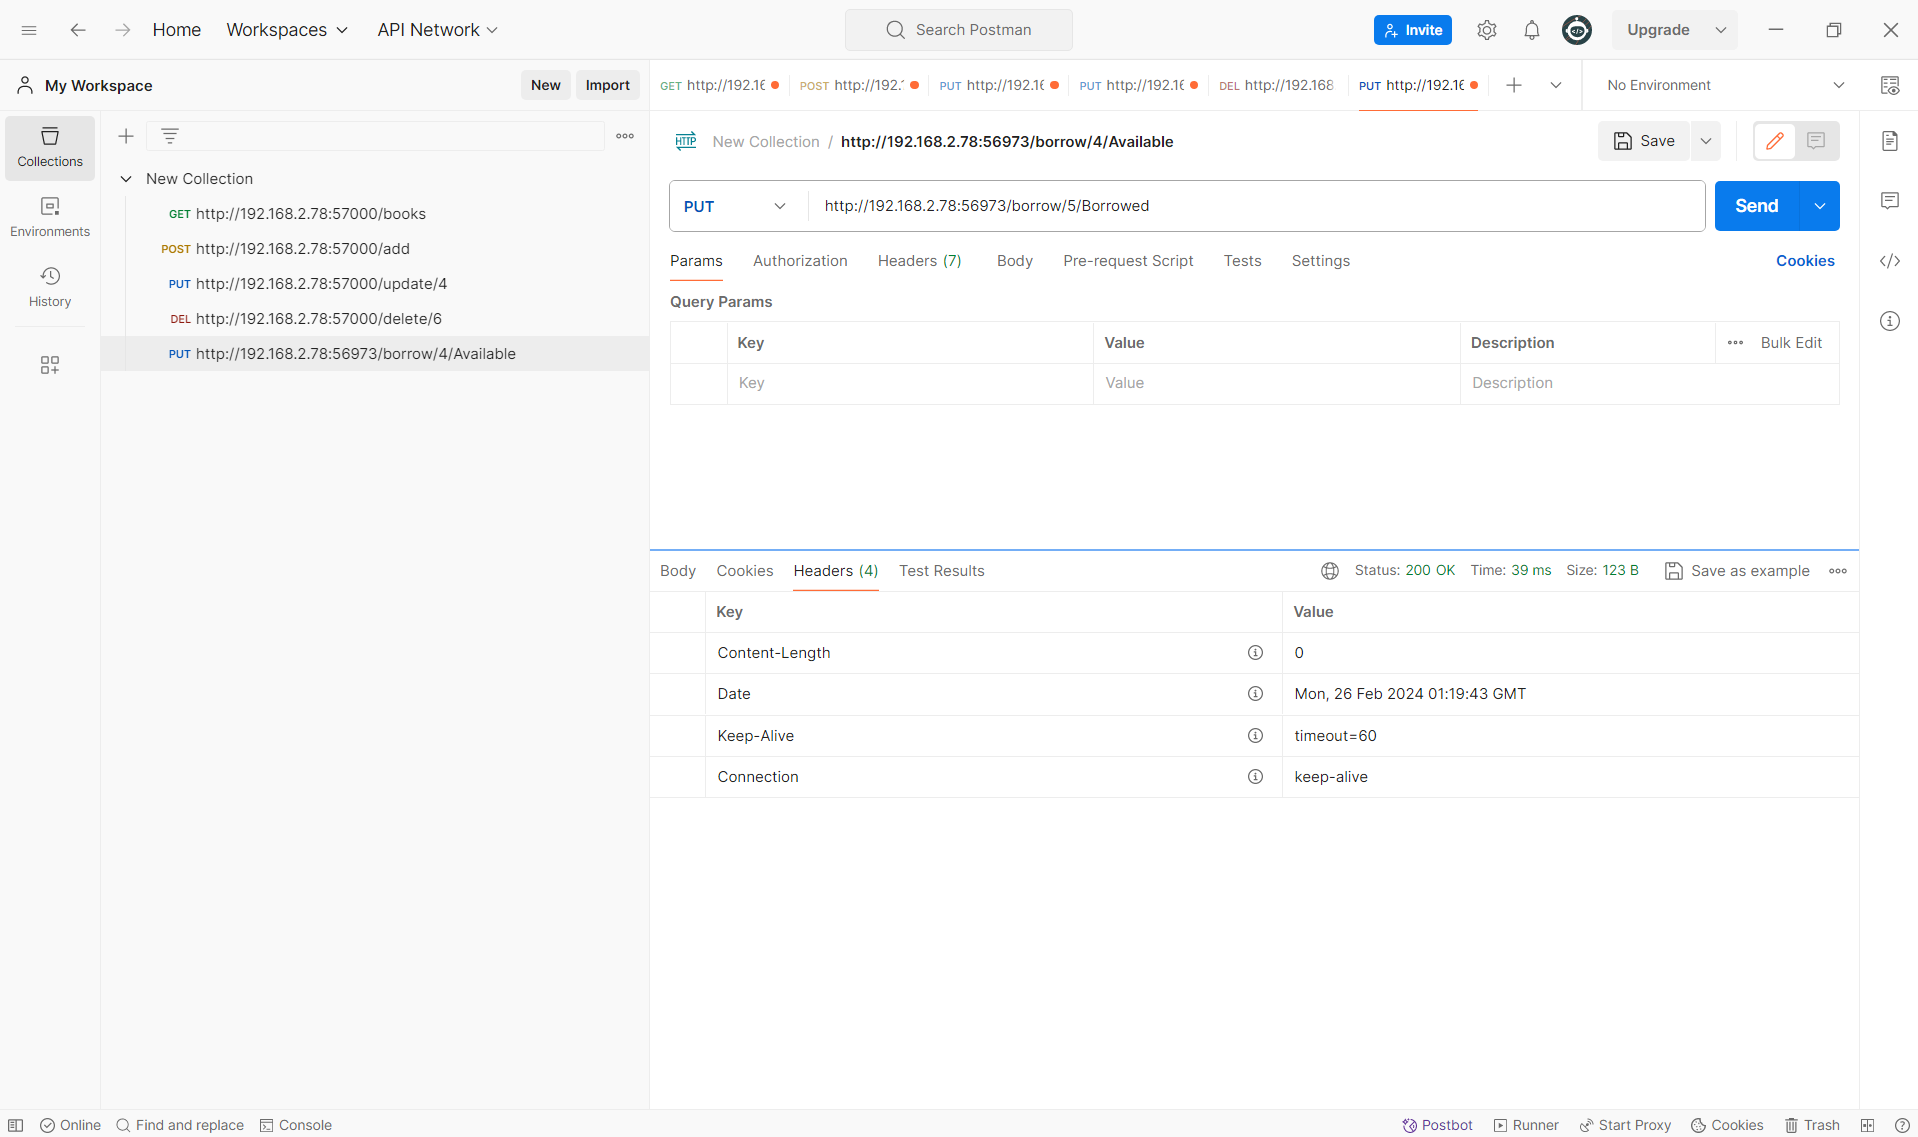 Home Workspaces API Network Search Postman Invite Upgrade
My Workspace New Import
GET http://192.16 POST http://192.1 PUT http://192.16 PUT http://192.16 DEL http://192.168 PUT http://192.16 No Environment
Collections
Environments
History
New Collection
GET http://192.168.2.78:57000/books
POST http://192.168.2.78:57000/add
PUT http://192.168.2.78:57000/update/4
DEL http://192.168.2.78:57000/delete/6
PUT http://192.168.2.78:56973/borrow/4/Available
HTTP New Collection / http://192.168.2.78:56973/borrow/4/Available Save
PUT http://192.168.2.78:56973/borrow/5/Borrowed Send
Params Authorization Headers (7) Body Pre-request Script Tests Settings Cookies
Query Params
Key Value Description Bulk Edit
Key Value Description
Body Cookies Headers (4) Test Results Status: 200 OK Time: 39 ms Size: 123 B Save as example
Key Value
Content-Length 0
Date Mon, 26 Feb 2024 01:19:43 GMT
Keep-Alive timeout=60
Connection keep-alive
Online Find and replace Console Postbot Runner Start Proxy Cookies Trash